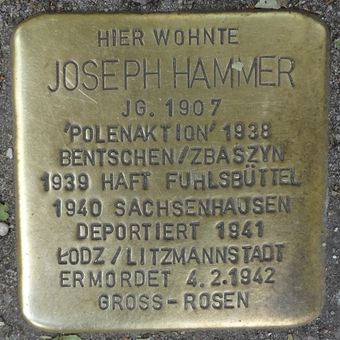 HIER WOHNTE
JOSEPH HAMMER
JG. 1907
'POLENAKTION' 1938
BENTSCHEN/ZBASZYN
1939 HAFT FUHLSBÜTTEL
1940 SACHSENHAUSEN
DEPORTIERT 1941
ŁODZ/LITZMANNSTADT
ERMORDET 4.2.1942
GROSS-ROSEN